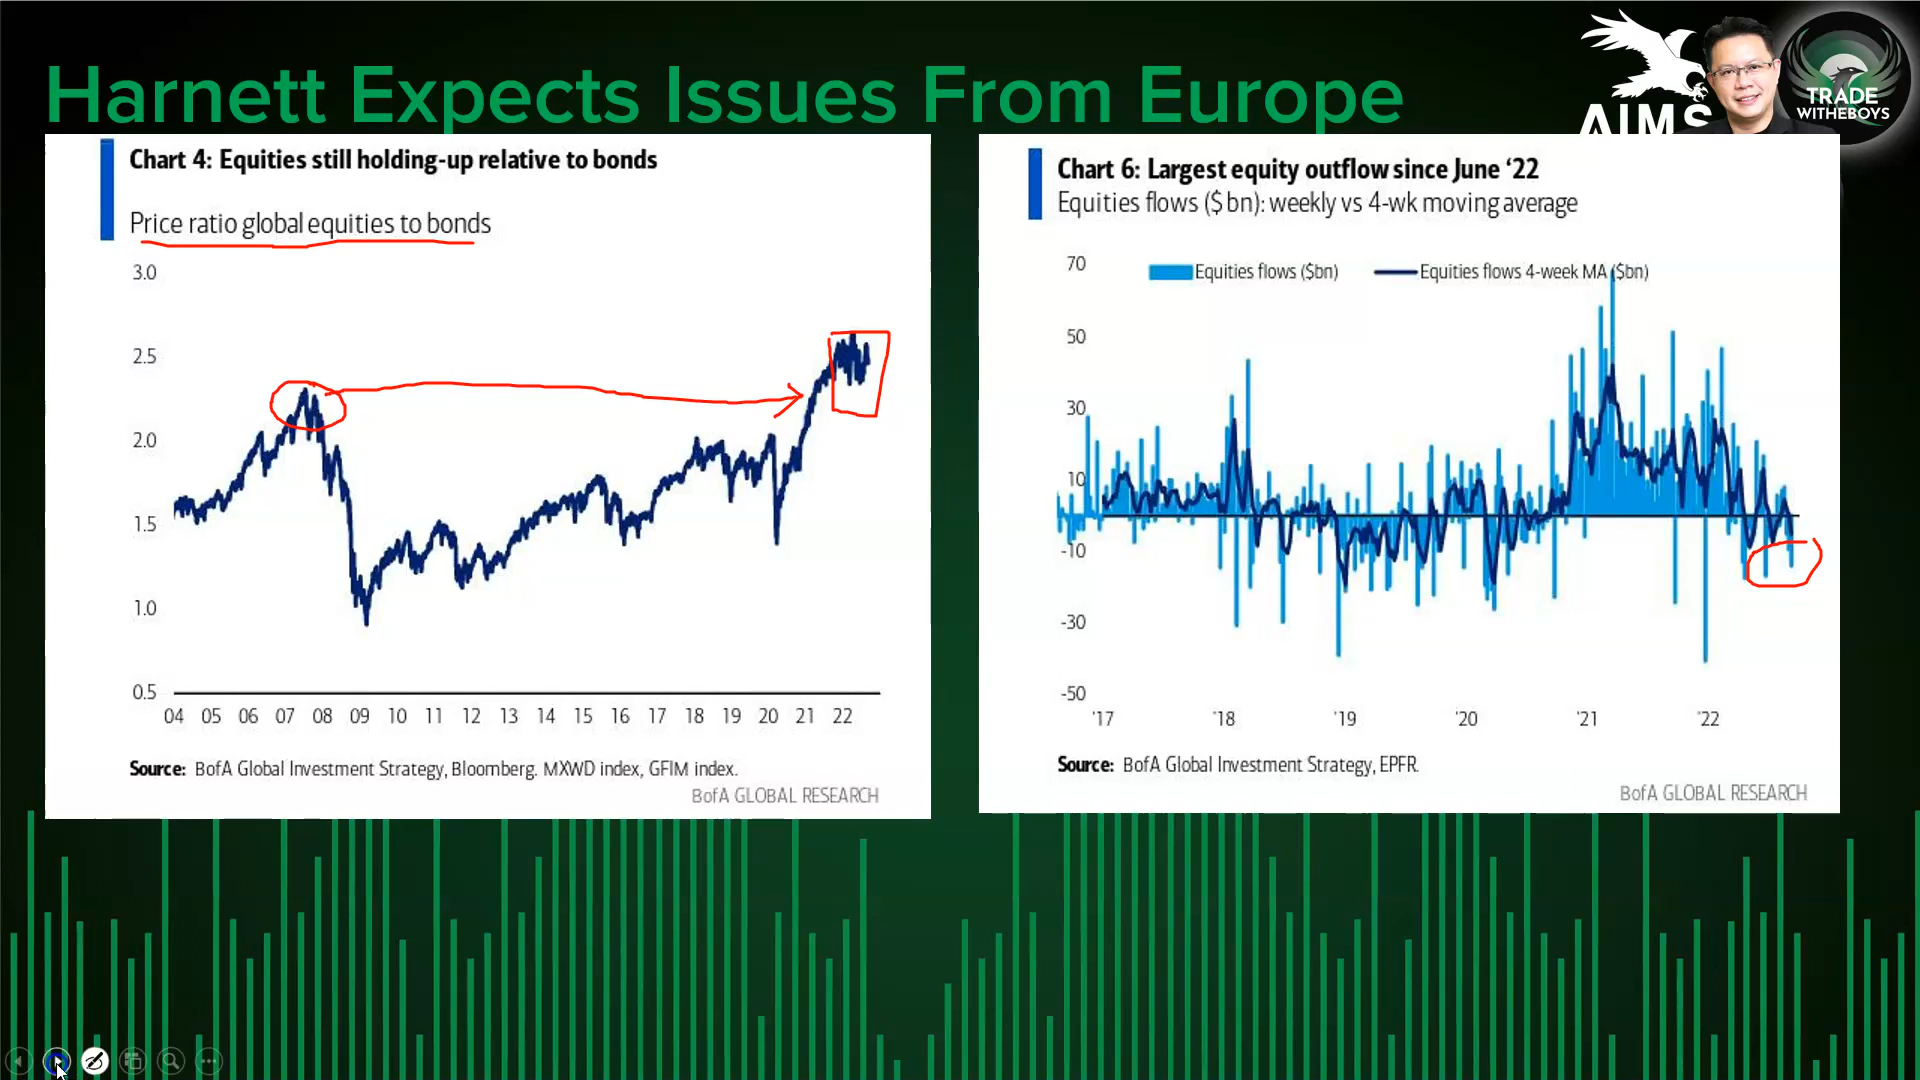 Harnett Expects Issues From Europe
AIMS
TRADE
WITHEBOYS
Chart 4: Equities still holding-up relative to bonds
Price ratio global equities to bonds
3.0
2.5
2.0
1.5
1.0
0.5
04 05 06 07 08 09 10 11 12 13 14 15 16 17 18 19 20 21 22
Source: BofA Global Investment Strategy, Bloomberg. MXWD index, GFIM index.
BofA GLOBAL RESEARCH
Chart 6: Largest equity outflow since June ‘22
Equities flows ($ bn): weekly vs 4-wk moving average
Equities flows ($bn) Equities flows 4-week MA ($bn)
70
50
30
10
-10
-30
-50
'17 '18 '19 '20 '21 '22
Source: BofA Global Investment Strategy, EPFR.
BofA GLOBAL RESEARCH